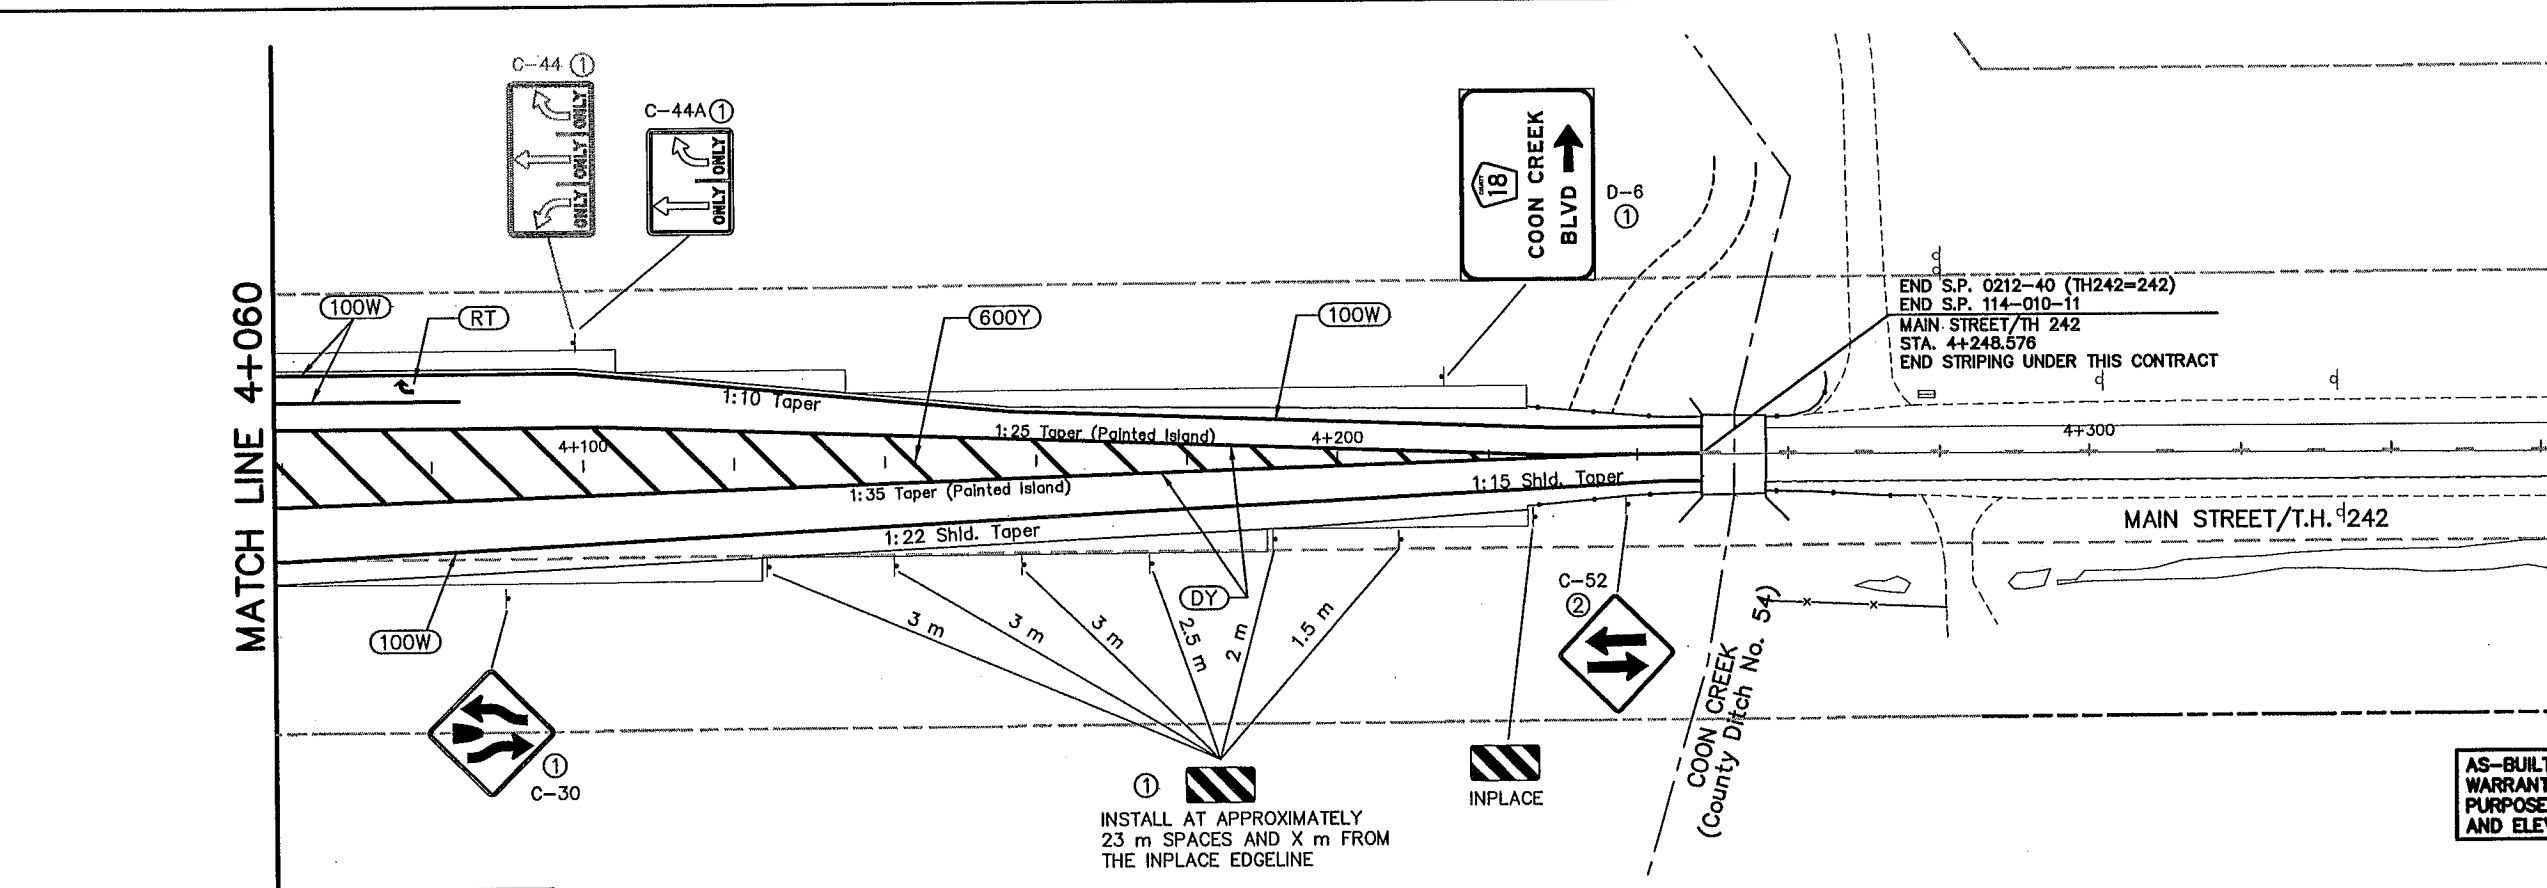 C-44 ①
ONLY
ONLY
ONLY
C-44A ①
ONLY
ONLY
COUNTY
18
COON CREEK
BLVD
D-6
①
MATCH LINE 4+060
100W
RT
600Y
100W
END S.P. 0212-40 (TH242=242)
END S.P. 114-010-11
MAIN STREET/TH 242
STA. 4+248.576
END STRIPING UNDER THIS CONTRACT
1:10 Taper
1:25 Taper (Painted Island)
4+100
4+200
4+300
1:35 Taper (Painted Island)
1:15 Shld. Taper
1:22 Shld. Taper
MAIN STREET/T.H. 242
100W
DY
3 m
3 m
3 m
2.5 m
2 m
1.5 m
C-52
②
COON CREEK
(County Ditch No. 54)
①
C-30
①
INSTALL AT APPROXIMATELY
23 m SPACES AND X m FROM
THE INPLACE EDGELINE
INPLACE
AS-BUILT
WARRANT
PURPOSE
AND ELEV